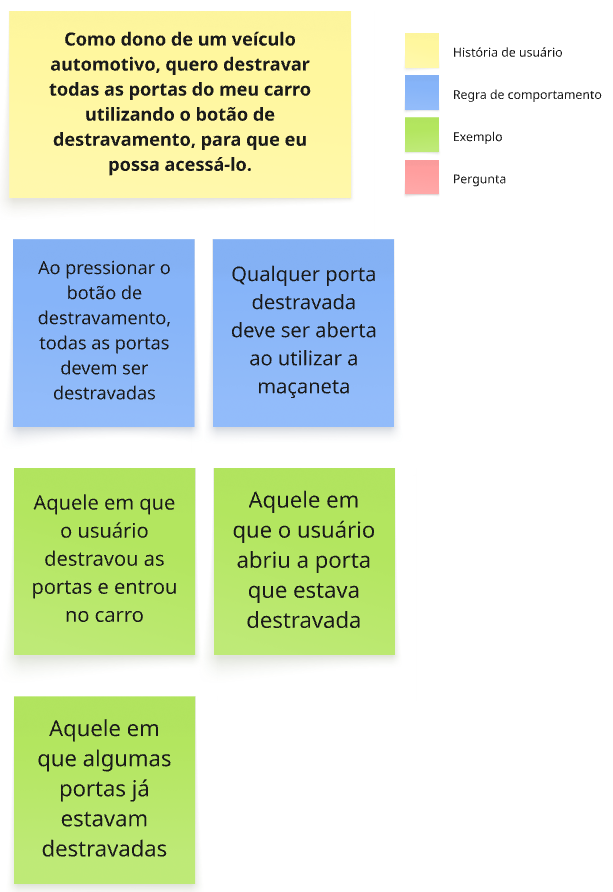 Como dono de um veículo
automotivo, quero destravar
todas as portas do meu carro
utilizando o botão de
destravamento, para que eu
possa acessá-lo.
História de usuário
Regra de comportamento
Exemplo
Pergunta
Ao pressionar o
botão de
destravamento,
todas as portas
devem ser
destravadas
Qualquer porta
destravada
deve ser aberta
ao utilizar a
maçaneta
Aquele em que
o usuário
destravou as
portas e entrou
no carro
Aquele em
que o usuário
abriu a porta
que estava
destravada
Aquele em
que algumas
portas já
estavam
destravadas